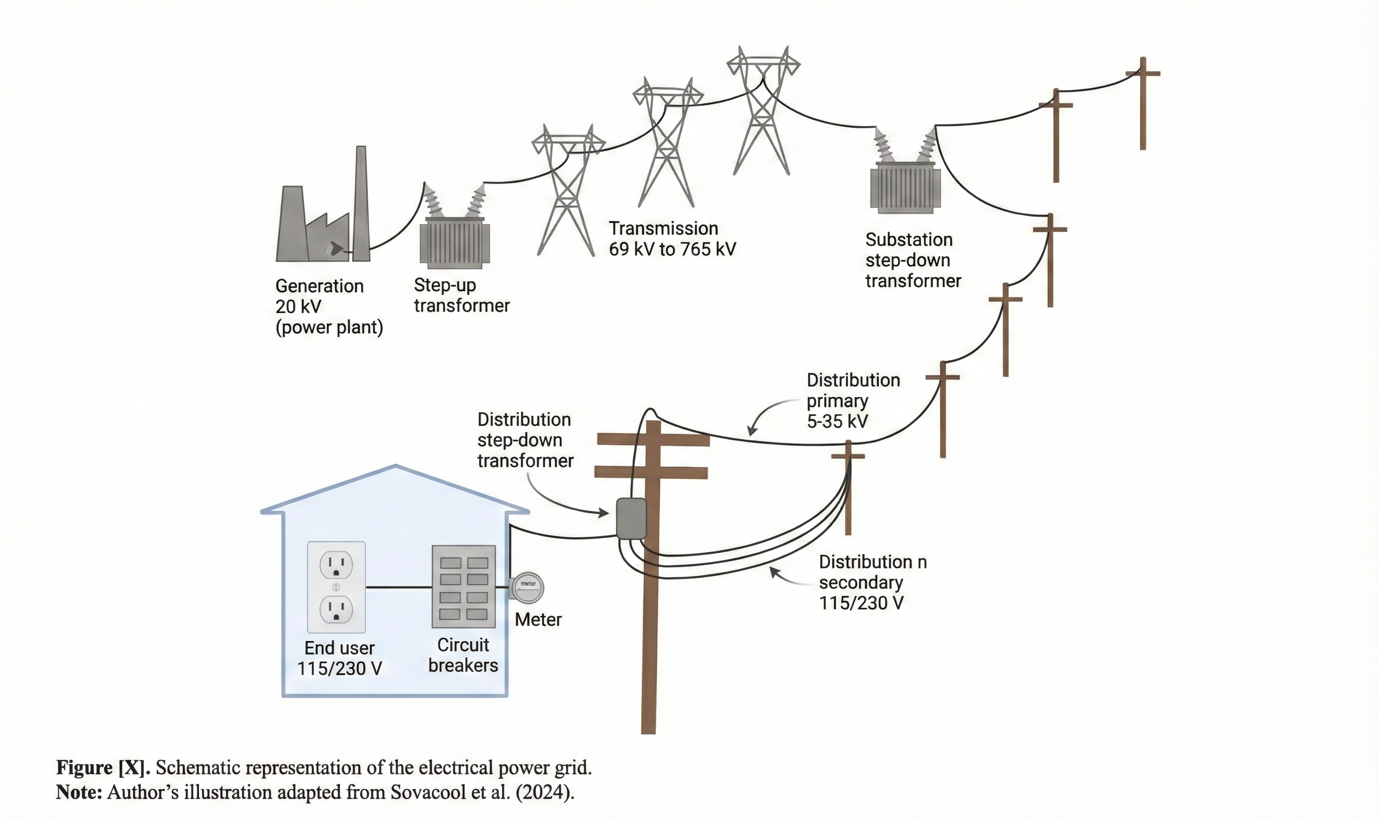 Generation
20 kV
(power plant)
Step-up
transformer
Transmission
69 kV to 765 kV
Substation
step-down
transformer
Distribution
primary
5-35 kV
Distribution
step-down
transformer
Distribution n
secondary
115/230 V
meter
Meter
End user
115/230 V
Circuit
breakers
Figure [X]. Schematic representation of the electrical power grid.
Note: Author’s illustration adapted from Sovacool et al. (2024).